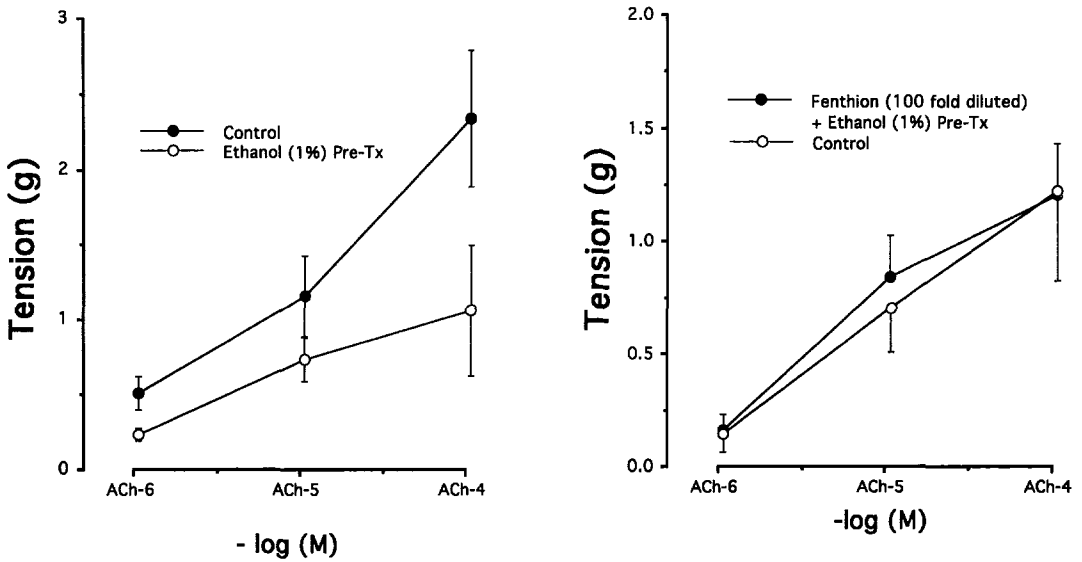 3
2
1
0
Tension (g)
Control
Ethanol (1%) Pre-Tx
ACh-6
ACh-5
ACh-4
- log (M)
2.0
1.5
1.0
0.5
0.0
Tension (g)
Fenthion (100 fold diluted)
+ Ethanol (1%) Pre-Tx
Control
ACh-6
ACh-5
ACh-4
-log (M)